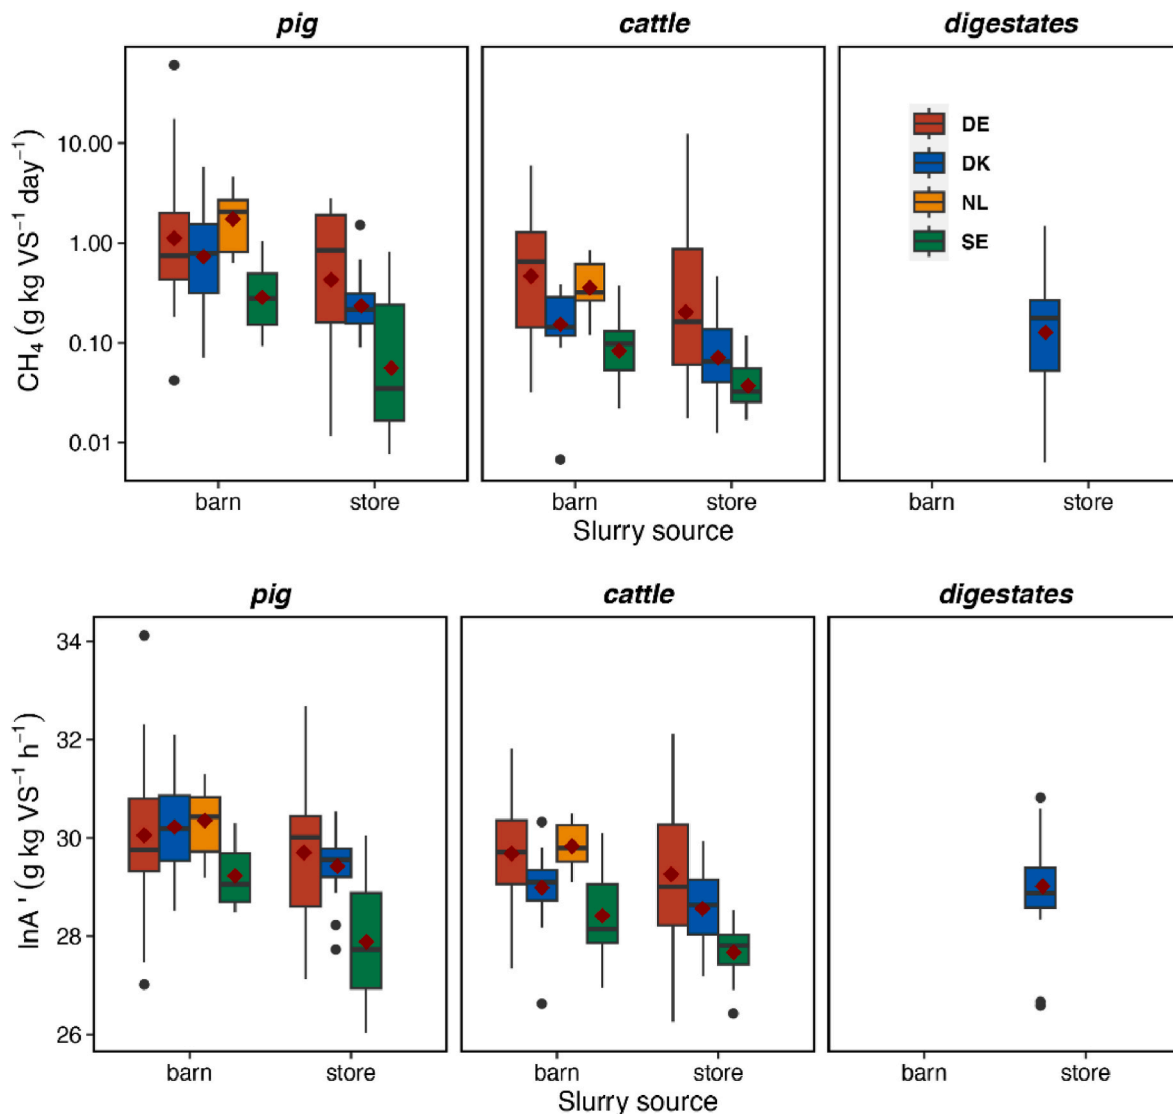 pig cattle digestates
CH₄ (g kg VS⁻¹ day⁻¹)
10.00
1.00
0.10
0.01
DE
DK
NL
SE
barn store barn store barn store
Slurry source
pig cattle digestates
lnA ' (g kg VS⁻¹ h⁻¹)
34
32
30
28
26
barn store barn store barn store
Slurry source